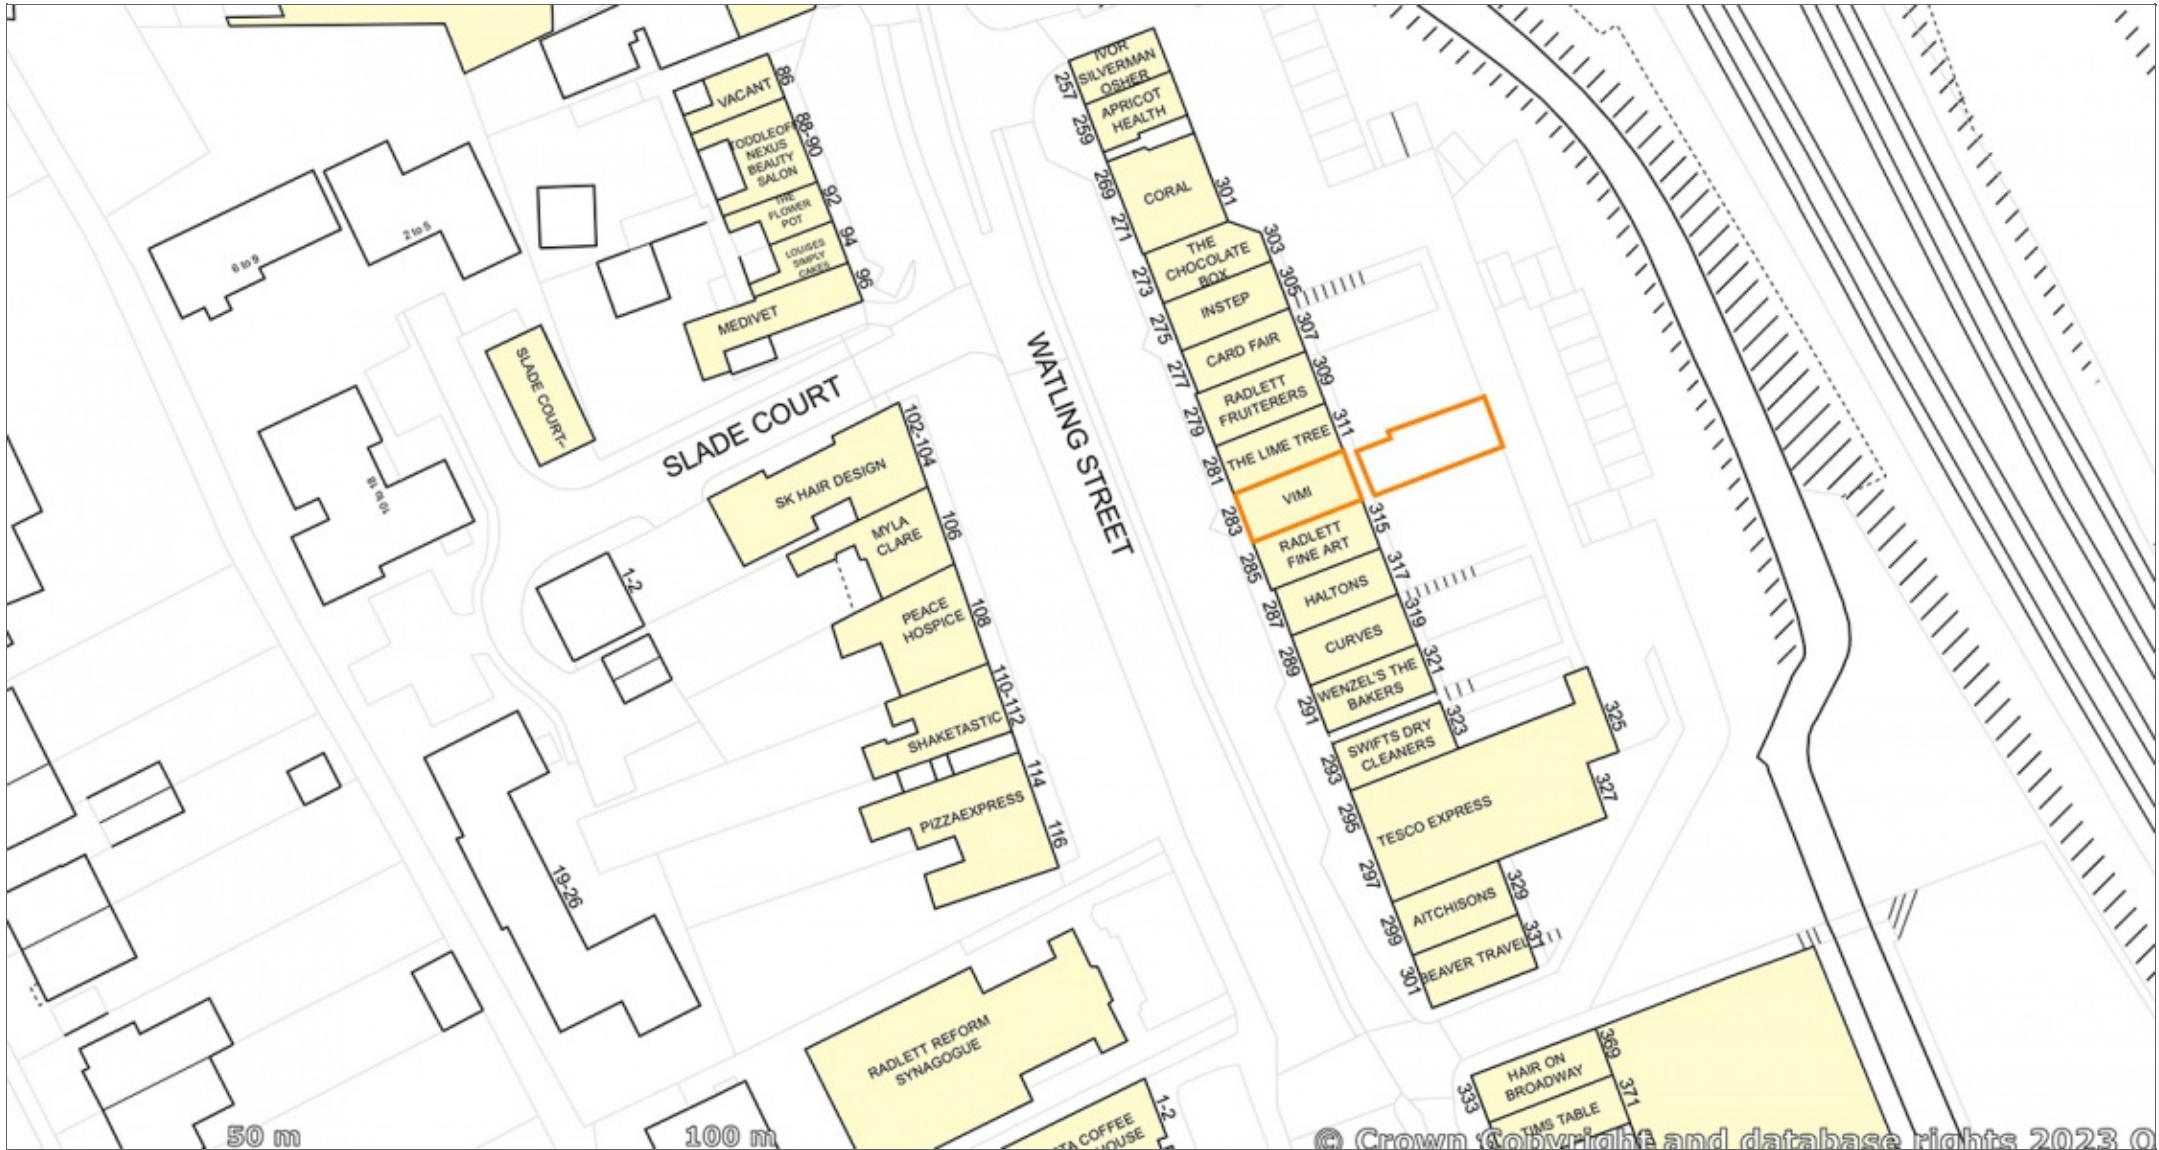 IVOR
SILVERMAN
OSHER
257
APRICOT
HEALTH
259
269
CORAL
301
271
THE
CHOCOLATE
BOX
303
273
INSTEP
305
275
CARD FAIR
307
277
RADLETT
FRUITERERS
309
279
THE LIME TREE
311
281
VIMI
283
RADLETT
FINE ART
315
285
HALTONS
317
287
CURVES
319
289
WENZEL'S THE
BAKERS
321
291
SWIFTS DRY
CLEANERS
323
293
TESCO EXPRESS
325
327
295
297
AITCHISONS
329
299
BEAVER TRAVEL
331
301
HAIR ON
BROADWAY
369
333
TIMS TABLE
371
VACANT
86
NEXUS
BEAUTY
SALON
88-90
THE
FLOWER
POT
92
LOUISES
SIMPLY
CAKES
94
MEDIVET
96
6 to 9
2 to 5
SLADE COURT
SLADE COURT
WATLING STREET
10 to 18
1-2
SK HAIR DESIGN
102-104
MYLA
CLARE
106
PEACE
HOSPICE
108
SHAKETASTIC
110-112
PIZZAEXPRESS
114
116
19-26
RADLETT REFORM
SYNAGOGUE
COFFEE
HOUSE
1-2
50 m
100 m
© Crown Copyright and database rights 2023